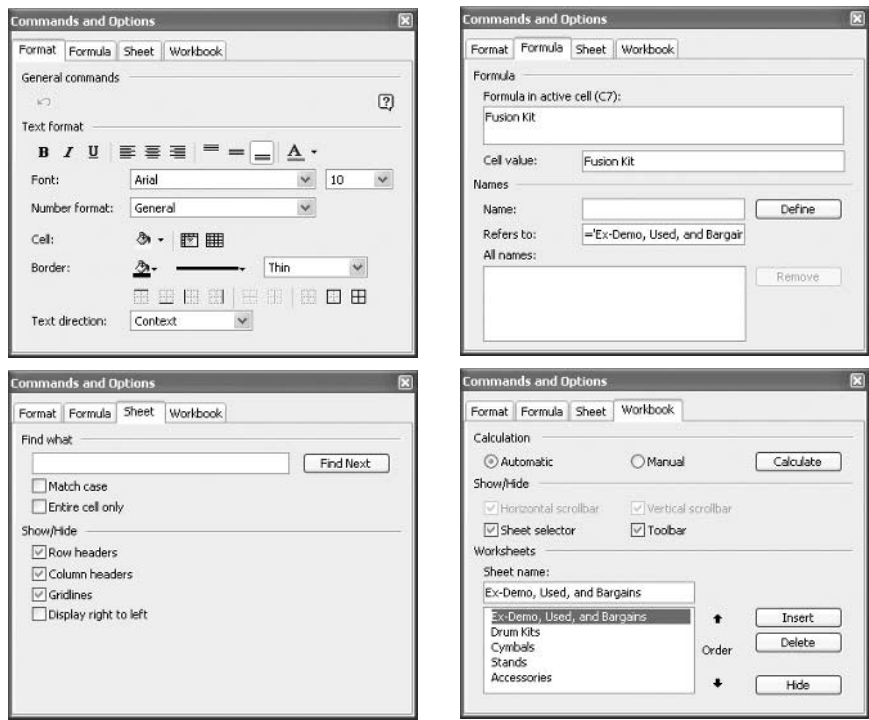 Commands and Options
Format Formula Sheet Workbook
General commands
Text format
B I U A
Font: Arial 10
Number format: General
Cell:
Border: Thin
Text direction: Context
Commands and Options
Format Formula Sheet Workbook
Formula
Formula in active cell (C7):
Fusion Kit
Cell value: Fusion Kit
Names
Name: Define
Refers to: ='Ex-Demo, Used, and Bargair
All names:
Remove
Commands and Options
Format Formula Sheet Workbook
Find what
Find Next
Match case
Entire cell only
Show/Hide
Row headers
Column headers
Gridlines
Display right to left
Commands and Options
Format Formula Sheet Workbook
Calculation
Automatic Manual Calculate
Show/Hide
Horizontal scrollbar Vertical scrollbar
Sheet selector Toolbar
Worksheets
Sheet name:
Ex-Demo, Used, and Bargains
Ex-Demo, Used, and Bargains Insert
Drum Kits
Cymbals Order Delete
Stands
Accessories Hide